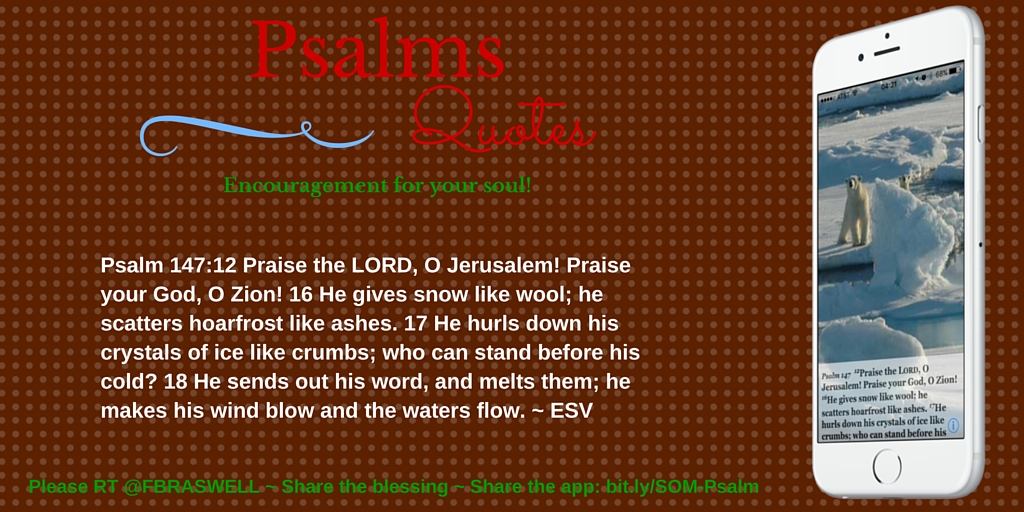 Psalms
Quotes
Encouragement for your soul!
Psalm 147:12 Praise the LORD, O Jerusalem! Praise
your God, O Zion! 16 He gives snow like wool; he
scatters hoarfrost like ashes. 17 He hurls down his
crystals of ice like crumbs; who can stand before his
cold? 18 He sends out his word, and melts them; he
makes his wind blow and the waters flow. ~ ESV
Please RT @FBRASWELL ~ Share the blessing ~ Share the app: bit.ly/SOM-Psalm
AT&T 04:21 68%
Psalm 147 ¹²Praise the LORD, O
Jerusalem! Praise your God, O Zion!
¹⁶He gives snow like wool; he
scatters hoarfrost like ashes. ¹⁷He
hurls down his crystals of ice like
crumbs; who can stand before his